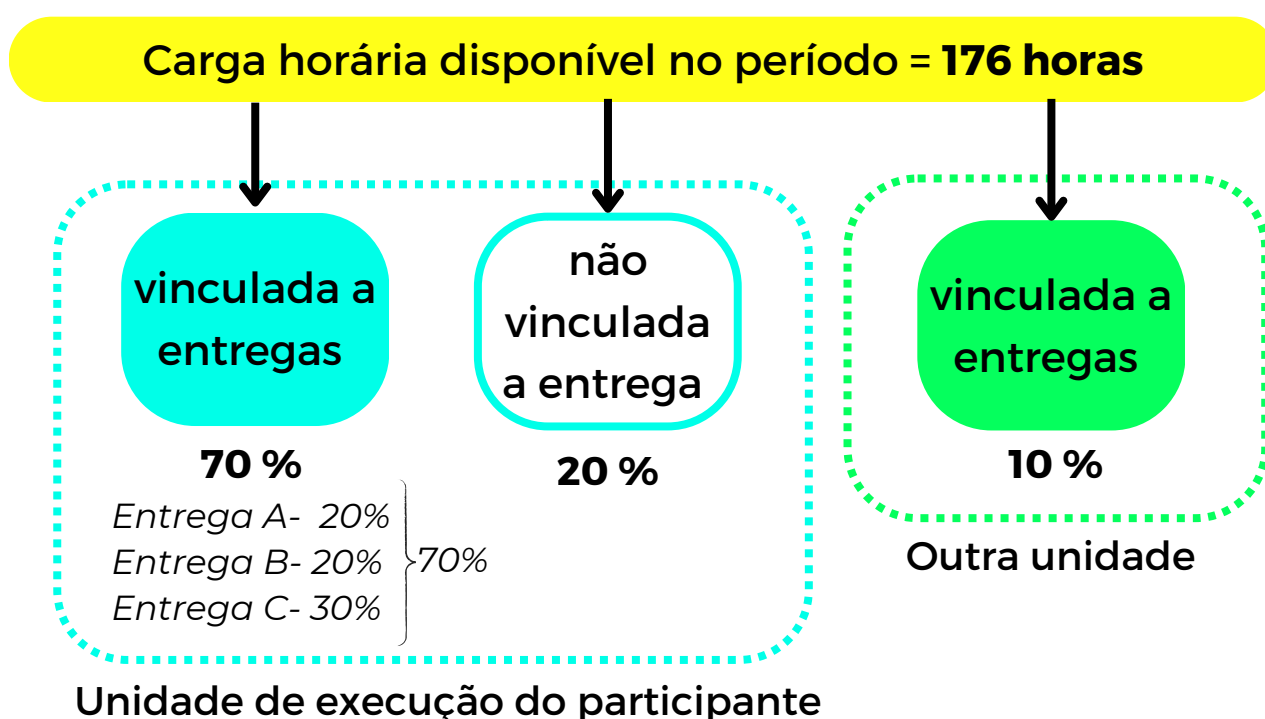 Carga horária disponível no período = 176 horas
vinculada a
entregas
70 %
Entrega A- 20%
Entrega B- 20%
Entrega C- 30%
70%
não
vinculada
a entrega
20 %
Unidade de execução do participante
vinculada a
entregas
10 %
Outra unidade